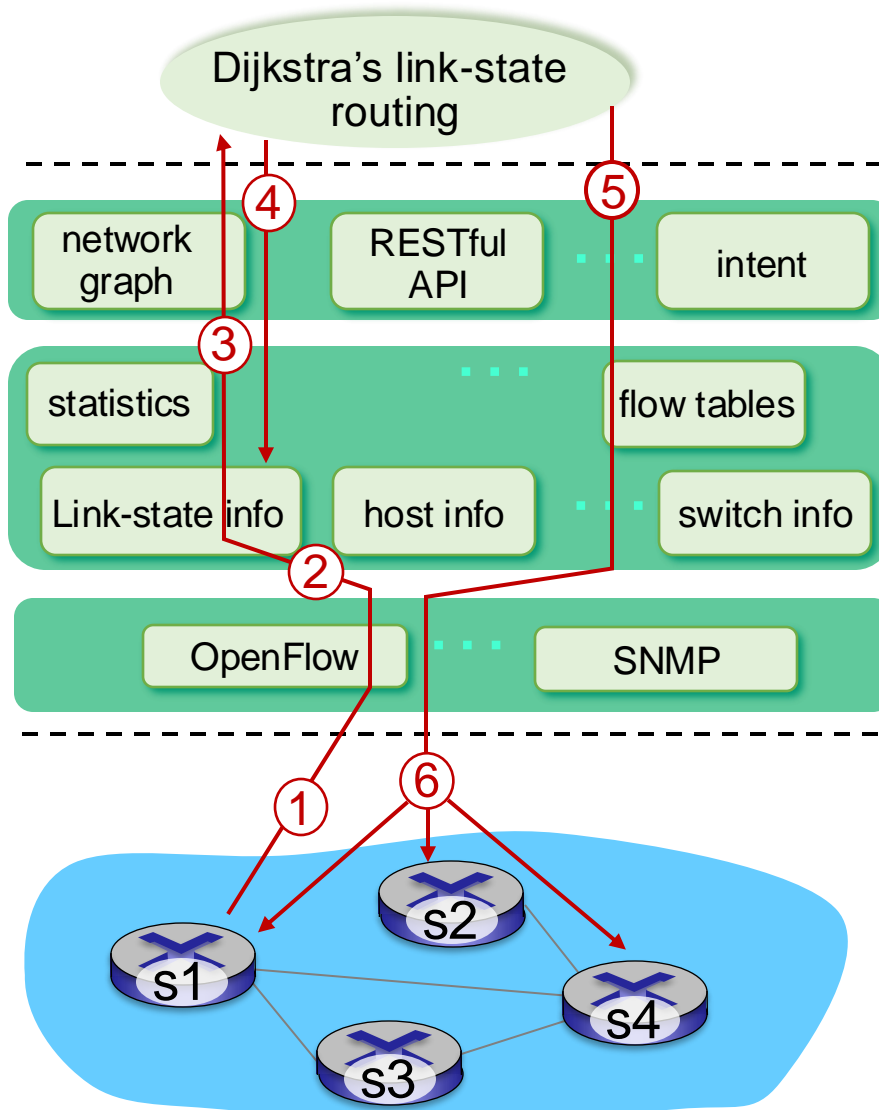 Dijkstra’s link-state
routing
4
5
network
graph
RESTful
API
. . .
intent
3
statistics
. . .
flow tables
Link-state info
host info
. . .
switch info
2
OpenFlow
. . .
SNMP
1
6
s2
s1
s4
s3